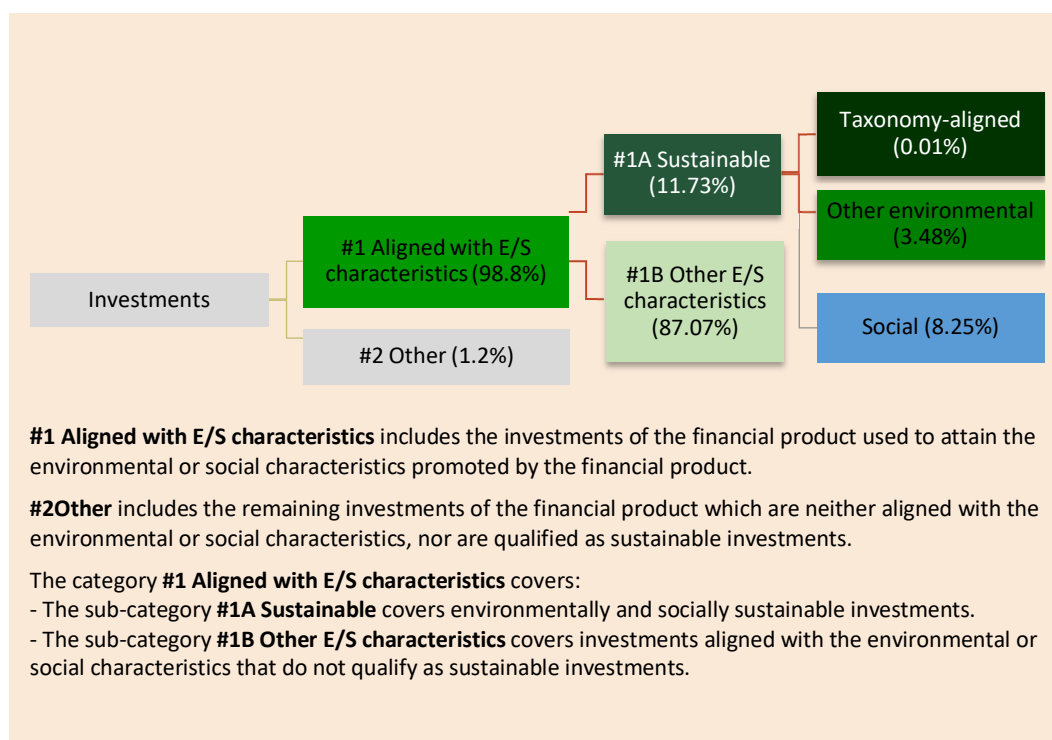 Taxonomy-aligned
(0.01%)
#1A Sustainable
(11.73%)
Other environmental
(3.48%)
#1 Aligned with E/S
characteristics (98.8%)
#1B Other E/S
characteristics
(87.07%)
Investments
Social (8.25%)
#2 Other (1.2%)
#1 Aligned with E/S characteristics includes the investments of the financial product used to attain the
environmental or social characteristics promoted by the financial product.
#2Other includes the remaining investments of the financial product which are neither aligned with the
environmental or social characteristics, nor are qualified as sustainable investments.
The category #1 Aligned with E/S characteristics covers:
- The sub-category #1A Sustainable covers environmentally and socially sustainable investments.
- The sub-category #1B Other E/S characteristics covers investments aligned with the environmental or
social characteristics that do not qualify as sustainable investments.